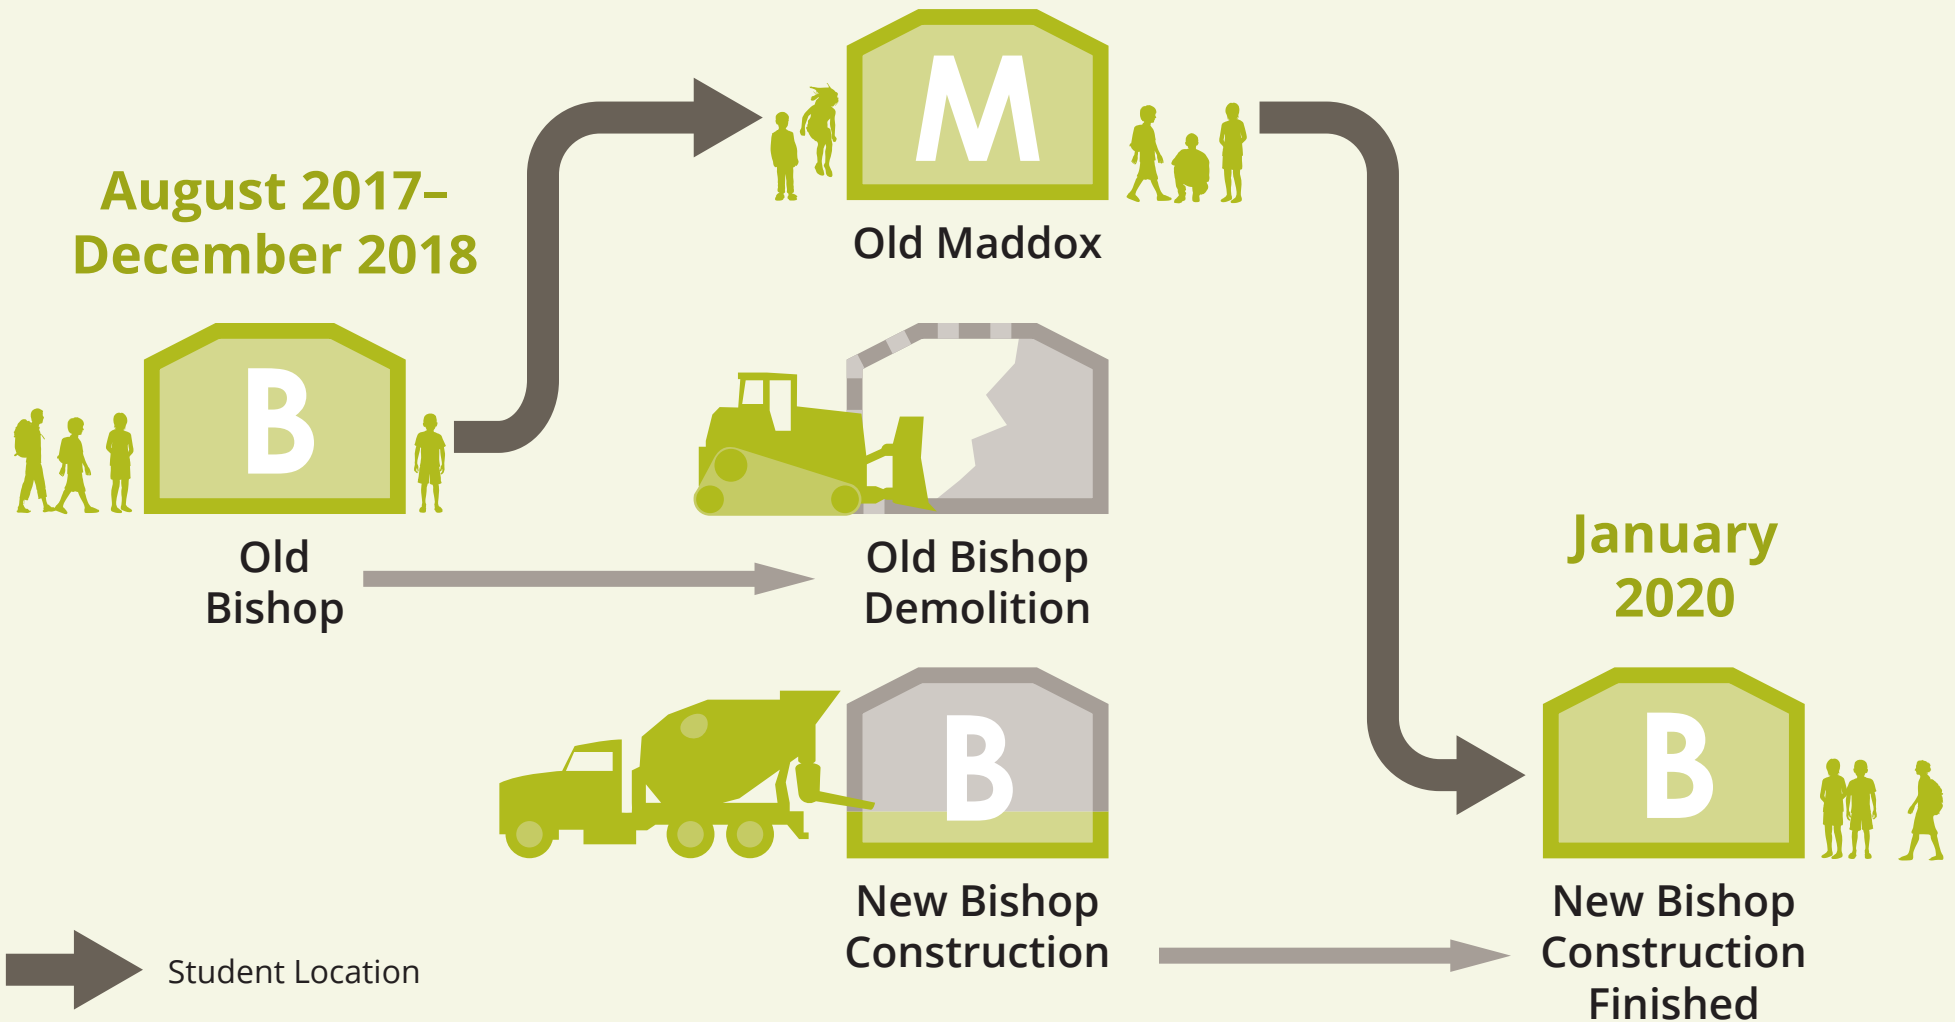 August 2017–
December 2018
B
Old
Bishop
M
Old Maddox
Old Bishop
Demolition
B
New Bishop
Construction
January
2020
B
New Bishop
Construction
Finished
Student Location